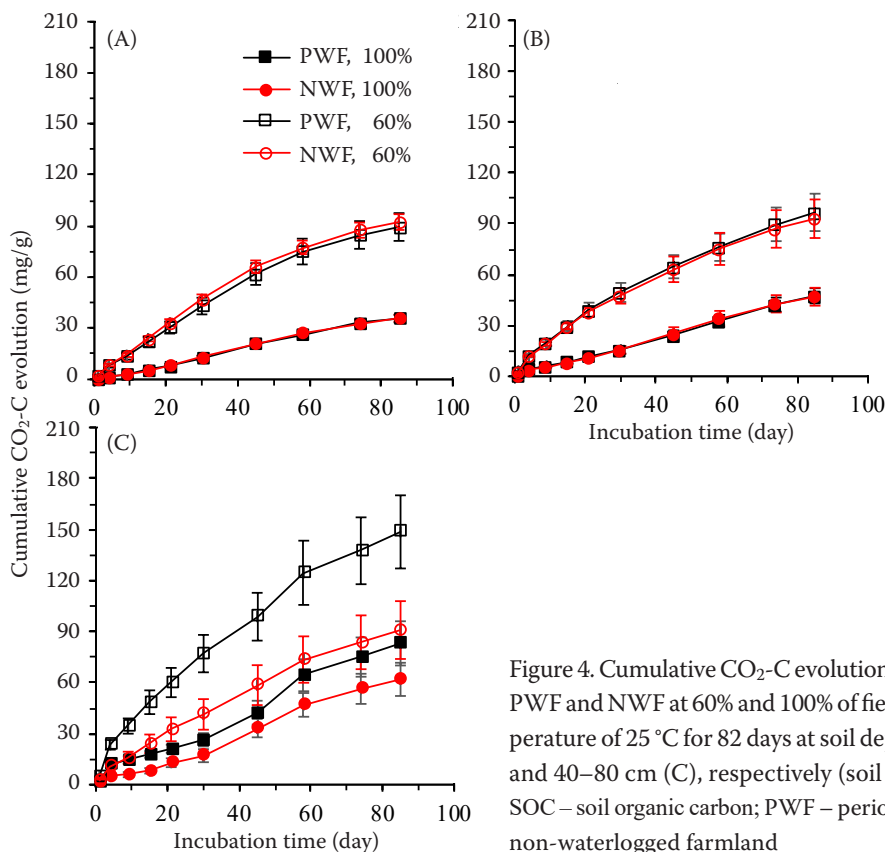 Cumulative CO₂-C evolution (mg/g)
(A)
210
180
150
120
90
60
30
0
PWF, 100%
NWF, 100%
PWF, 60%
NWF, 60%
0 20 40 60 80 100
(B)
210
180
150
120
90
60
30
0
0 20 40 60 80 100
Incubation time (day)
(C)
210
180
150
120
90
60
30
0
0 20 40 60 80 100
Incubation time (day)
Figure 4. Cumulative CO₂-C evolution
PWF and NWF at 60% and 100% of fie
perature of 25 °C for 82 days at soil de
and 40–80 cm (C), respectively (soil
SOC – soil organic carbon; PWF – perio
non-waterlogged farmland